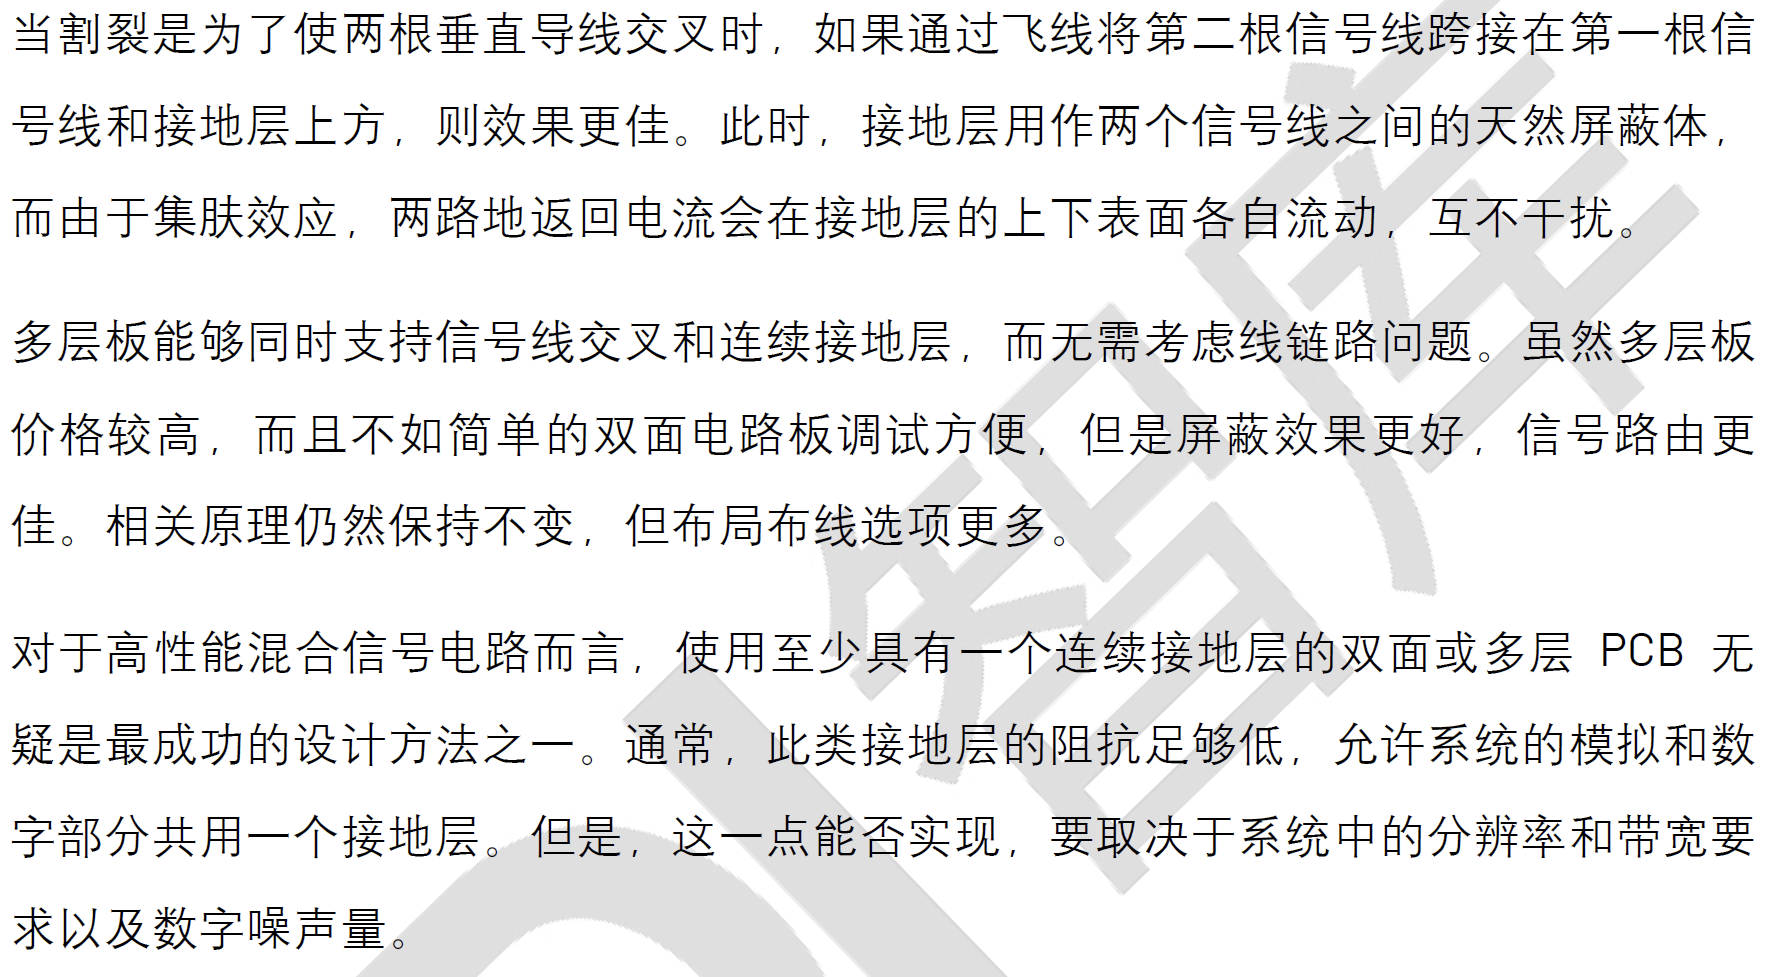 当割裂是为了使两根垂直导线交叉时，如果通过飞线将第二根信号线跨接在第一根信
号线和接地层上方，则效果更佳。此时，接地层用作两个信号线之间的天然屏蔽体，
而由于集肤效应，两路地返回电流会在接地层的上下表面各自流动，互不干扰。
多层板能够同时支持信号线交叉和连续接地层，而无需考虑线链路问题。虽然多层板
价格较高，而且不如简单的双面电路板调试方便，但是屏蔽效果更好，信号路由更
佳。相关原理仍然保持不变，但布局布线选项更多。
对于高性能混合信号电路而言，使用至少具有一个连续接地层的双面或多层 PCB 无
疑是最成功的设计方法之一。通常，此类接地层的阻抗足够低，允许系统的模拟和数
字部分共用一个接地层。但是，这一点能否实现，要取决于系统中的分辨率和带宽要
求以及数字噪声量。
智库